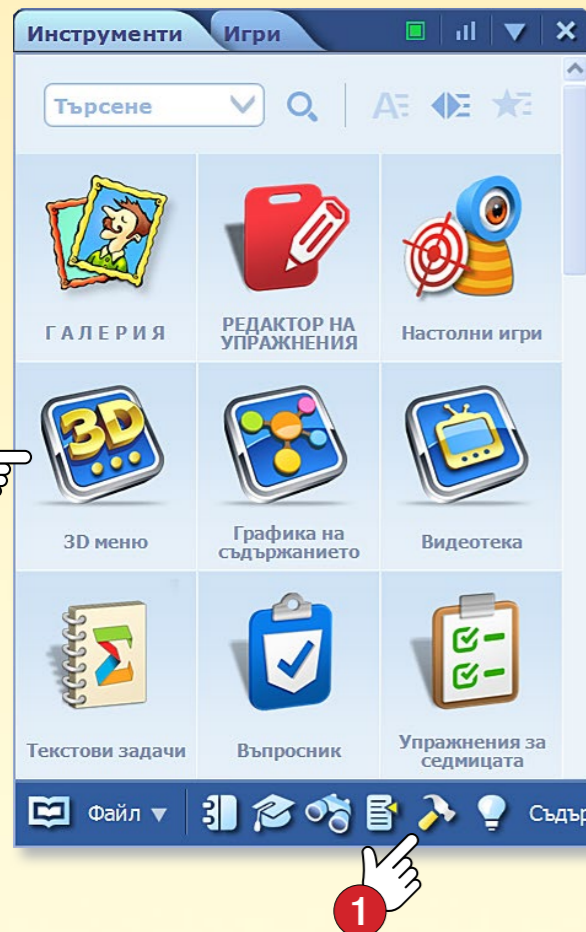 Инструменти Игри
Търсене
ГАЛЕРИЯ
РЕДАКТОР НА
УПРАЖНЕНИЯ
Настолни игри
3D
3D меню
Графика на
съдържанието
Видеотека
Σ
Текстови задачи
Въпросник
Упражнения за
седмицата
Файл Съдър
1